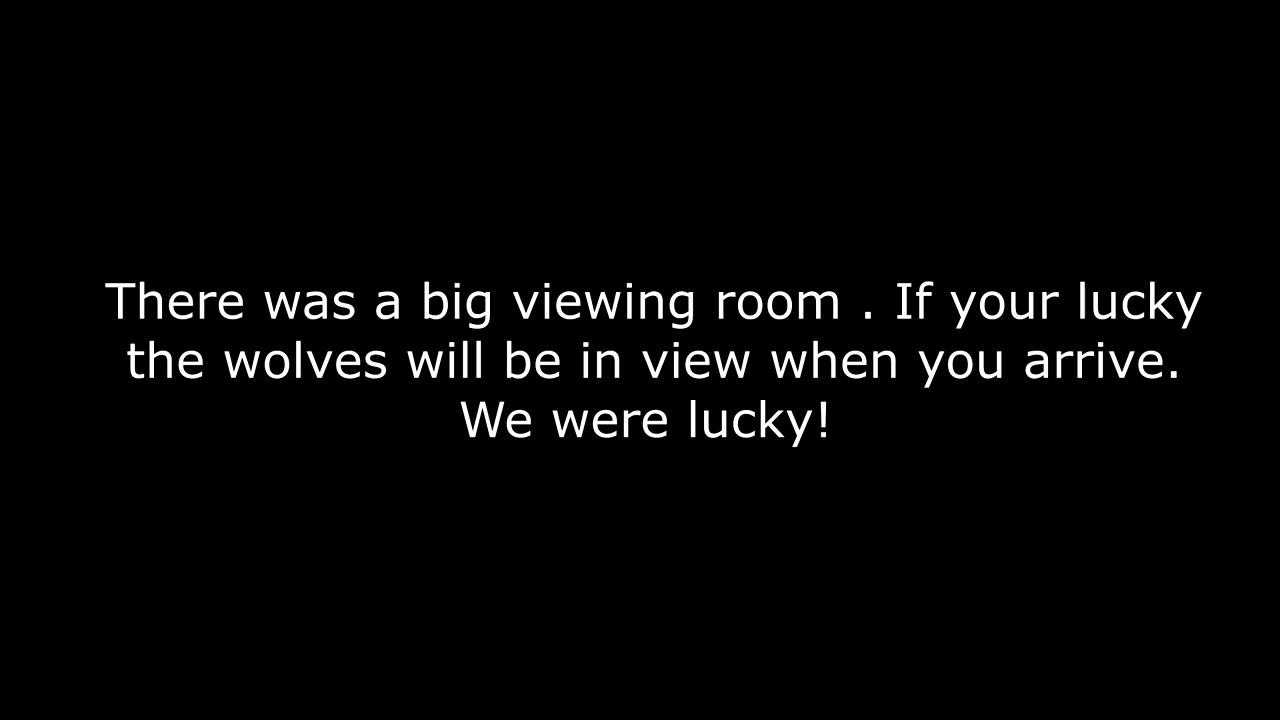 There was a big viewing room . If your lucky
the wolves will be in view when you arrive.
We were lucky!